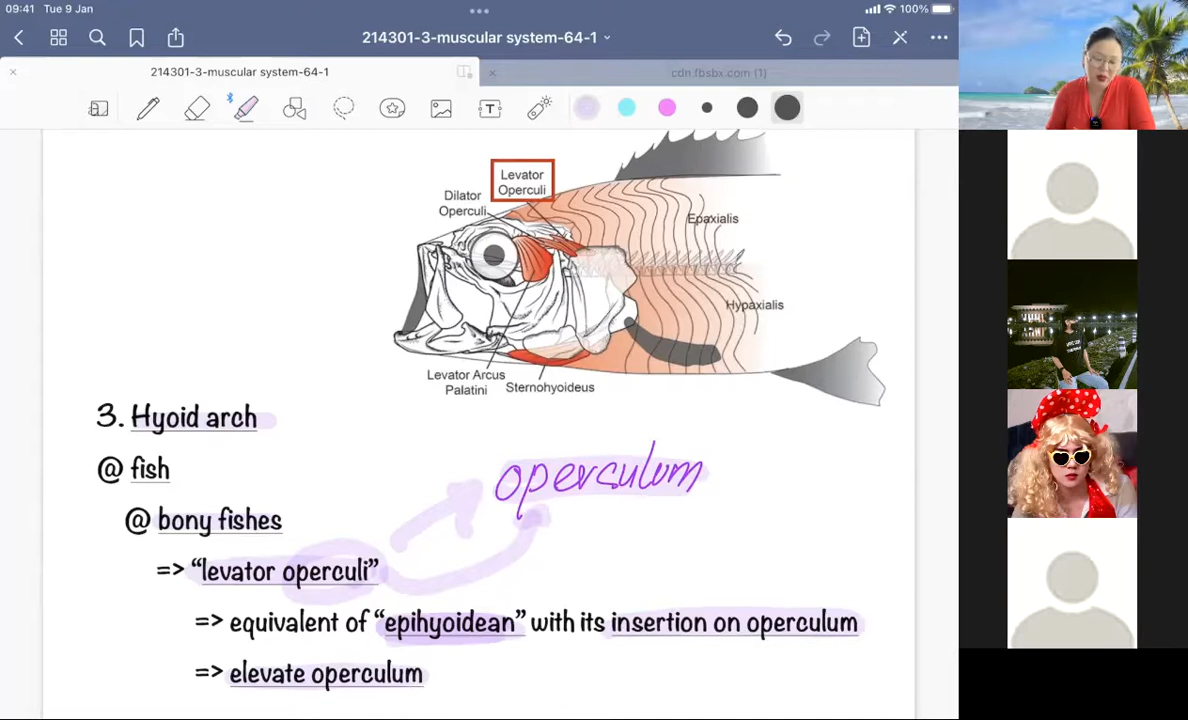 09:41 Tue 9 Jan
100%
214301-3-muscular system-64-1
214301-3-muscular system-64-1
cdn.fbsbx.com (1)
Levator
Operculi
Dilator
Operculi
Epaxialis
Hypaxialis
Levator Arcus
Palatini
Sternohyoideus
3. Hyoid arch
@ fish
operculum
@ bony fishes
=> “levator operculi”
=> equivalent of “epihyoidean” with its insertion on operculum
=> elevate operculum